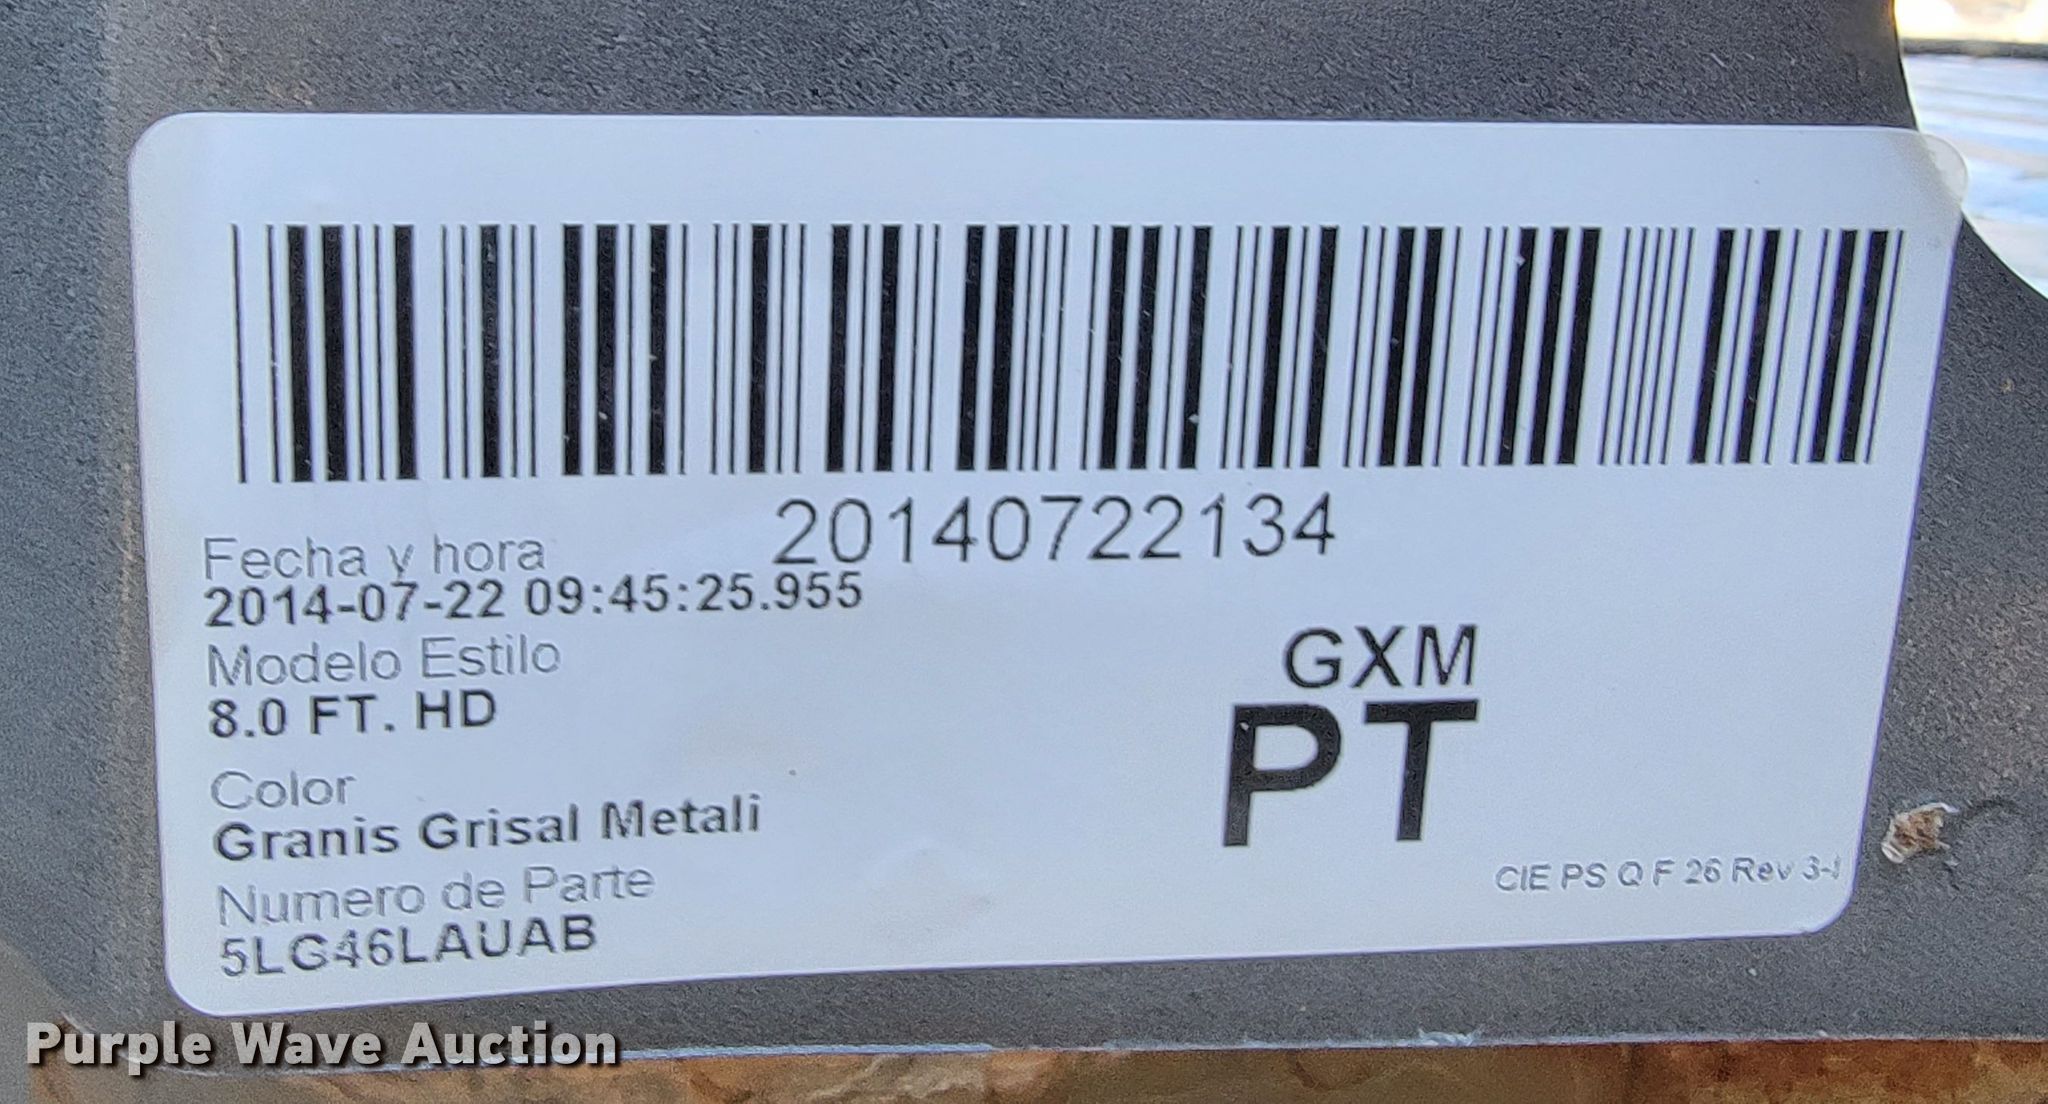 20140722134
Fecha y hora
2014-07-22 09:45:25.955
Modelo Estilo
8.0 FT. HD
GXM
PT
Color
Granis Grisal Metali
Numero de Parte
5LG46LAUAB
CIE PS Q F 26 Rev
Purple Wave Auction